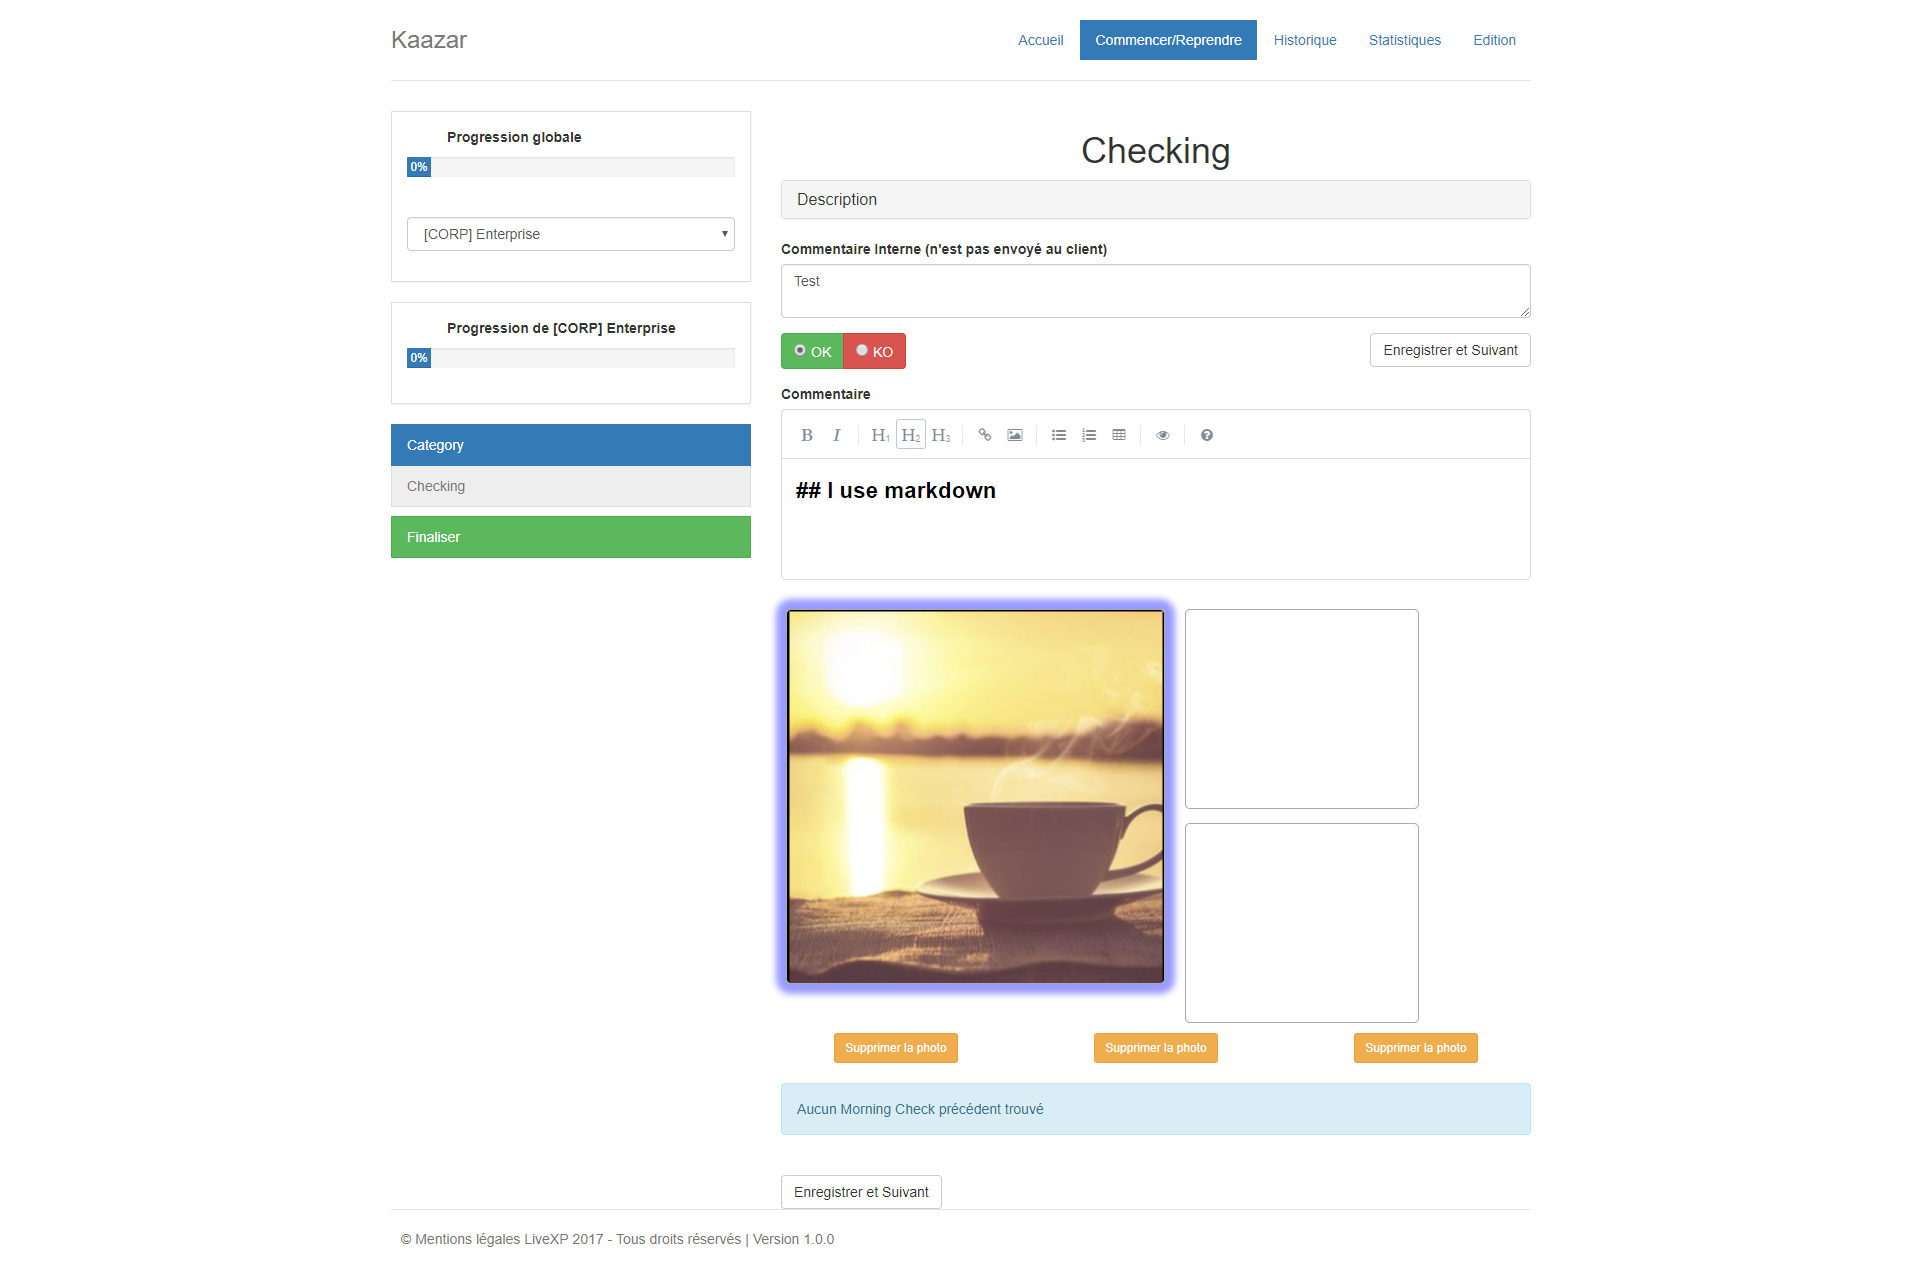 Kaazar
Accueil
Commencer/Reprendre
Historique
Statistiques
Edition
Progression globale
0%
[CORP] Enterprise
Progression de [CORP] Enterprise
0%
Category
Checking
Finaliser
Checking
Description
Commentaire Interne (n'est pas envoyé au client)
Test
OK
KO
Enregistrer et Suivant
Commentaire
B I H1 H2 H3
## I use markdown
Supprimer la photo
Supprimer la photo
Supprimer la photo
Aucun Morning Check précédent trouvé
Enregistrer et Suivant
© Mentions légales LiveXP 2017 - Tous droits réservés | Version 1.0.0